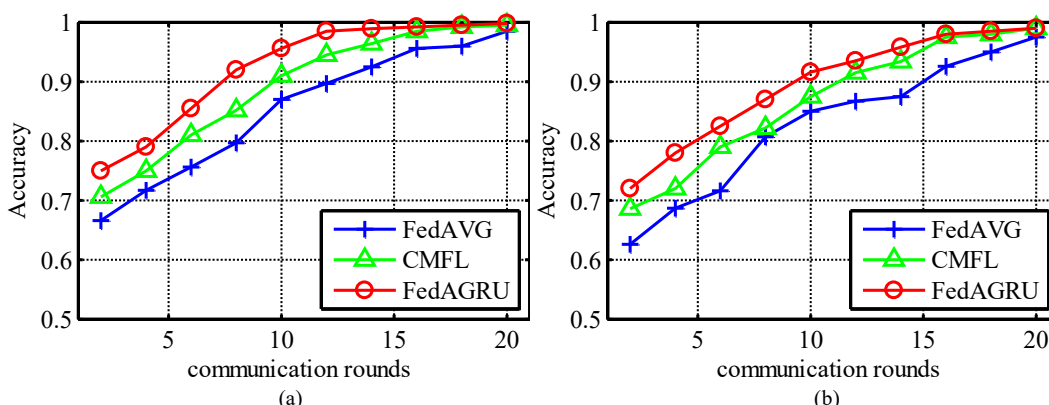 1
0.9
0.8
0.7
0.6
0.5
Accuracy
5
10
15
20
communication rounds
(a)
FedAVG
CMFL
FedAGRU
1
0.9
0.8
0.7
0.6
0.5
Accuracy
5
10
15
20
communication rounds
(b)
FedAVG
CMFL
FedAGRU